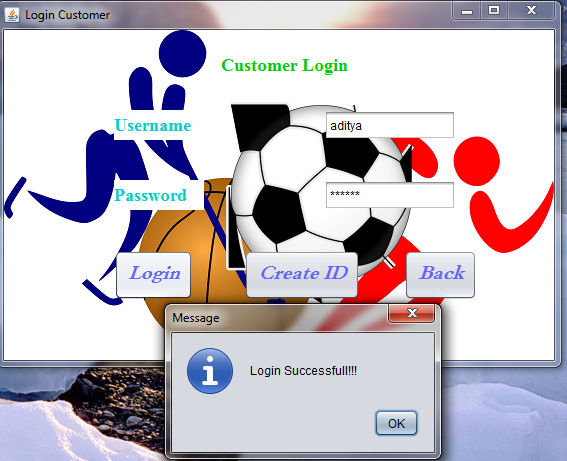 Login Customer
Customer Login
Username aditya
Password ******
Login Create ID Back
Message
Login Successfull!!!
OK